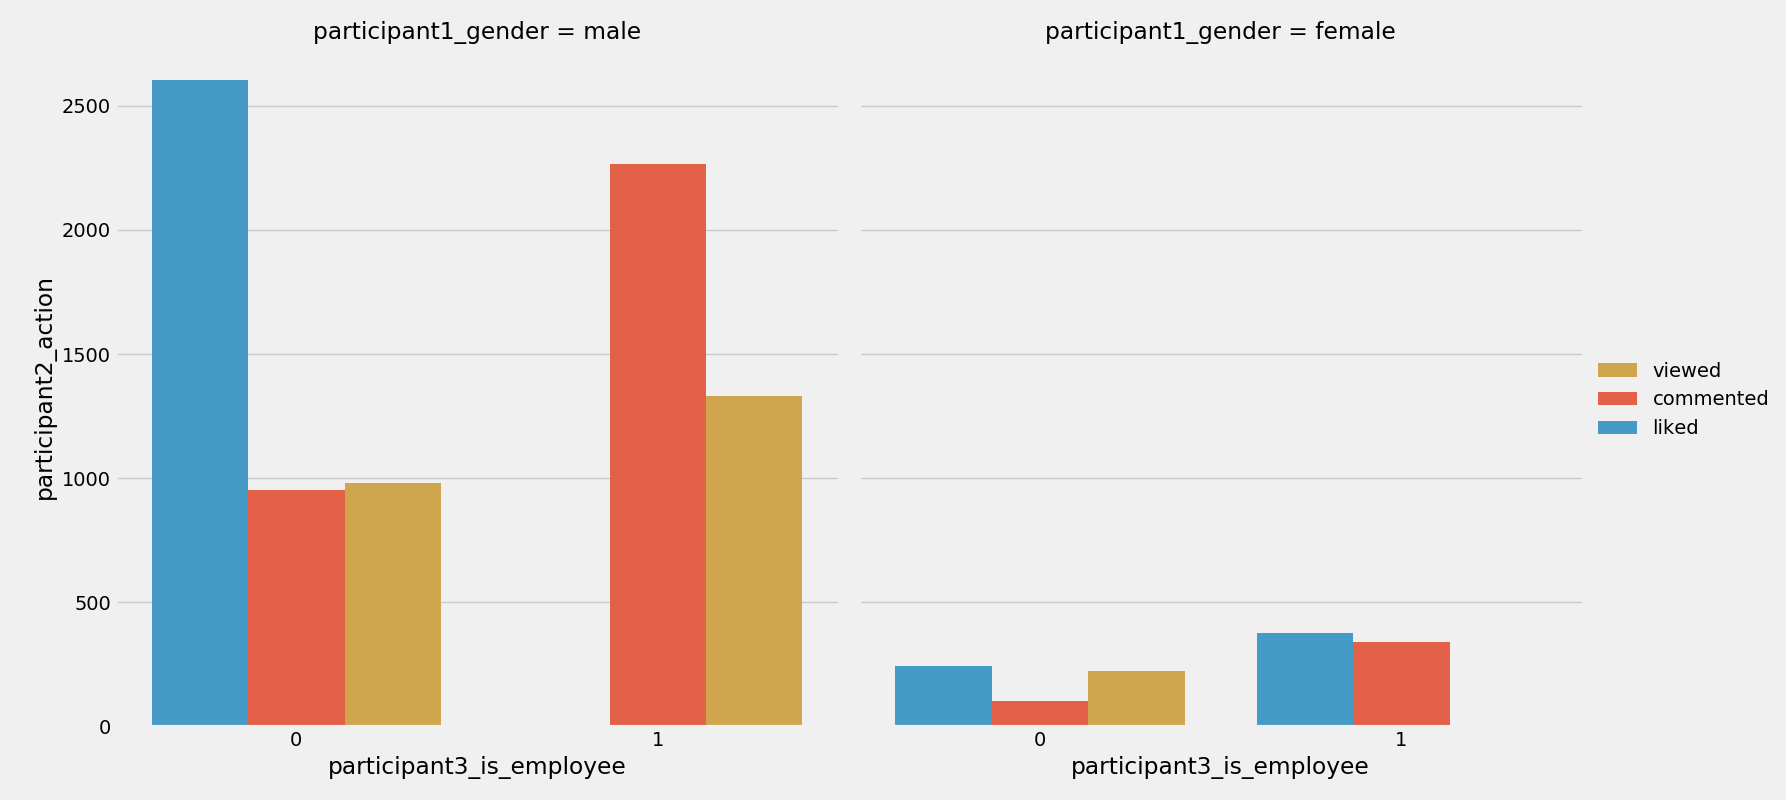 participant1_gender = male
participant1_gender = female
participant2_action
2500
2000
1500
1000
500
0
0
1
participant3_is_employee
0
1
participant3_is_employee
viewed
commented
liked